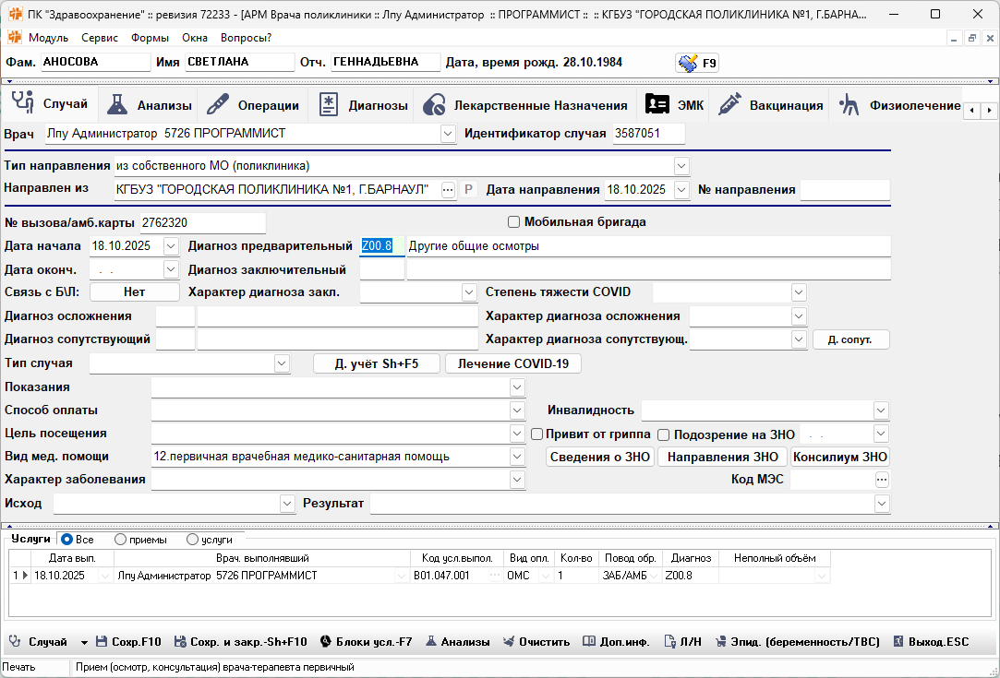 ПК "Здравоохранение" :: ревизия 72233 - [АРМ Врача поликлиники :: Лпу Администратор :: ПРОГРАММИСТ :: :: КГБУЗ "ГОРОДСКАЯ ПОЛИКЛИНИКА №1, Г.БАРНА...
Модуль Сервис Формы Окна Вопросы?
Фам. АНОСОВА Имя СВЕТЛАНА Отч. ГЕННАДЬЕВНА Дата, время рожд. 28.10.1984 F9
Случай Анализы Операции Диагнозы Лекарственные Назначения ЭМК Вакцинация Физиолечение
Врач Лпу Администратор 5726 ПРОГРАММИСТ Идентификатор случая 3587051
Тип направления из собственного МО (поликлиника)
Направлен из КГБУЗ "ГОРОДСКАЯ ПОЛИКЛИНИКА №1, Г.БАРНАУЛ" ... Р Дата направления 18.10.2025 № направления
№ вызова/амб.карты 2762320 Мобильная бригада
Дата начала 18.10.2025 Диагноз предварительный Z00.8 Другие общие осмотры
Дата оконч. . . Диагноз заключительный
Связь с Б\Л: Нет Характер диагноза закл. Степень тяжести COVID
Диагноз осложнения Характер диагноза осложнения
Диагноз сопутствующий Характер диагноза сопутствующ. Д. сопут.
Тип случая Д. учёт Sh+F5 Лечение COVID-19
Показания
Способ оплаты Инвалидность
Цель посещения Привит от гриппа Подозрение на ЗНО . .
Вид мед. помощи 12.первичная врачебная медико-санитарная помощь Сведения о ЗНО Направления ЗНО Консилиум ЗНО
Характер заболевания Код МЭС ...
Исход Результат
Услуги Все приемы услуги
Дата вып. Врач. выполнявший Код усл.выпол. Вид опл. Кол-во Повод обр. Диагноз Неполный объём
1 18.10.2025 Лпу Администратор 5726 ПРОГРАММИСТ B01.047.001 ... ОМС 1 ЗАБ/АМБ Z00.8
Случай Сохр.F10 Сохр. и закр.-Sh+F10 Блоки усл.-F7 Анализы Очистить Доп.инф. Л/Н Эпид. (беременность/ТВС) Выход.ESC
Печать Прием (осмотр, консультация) врача-терапевта первичный